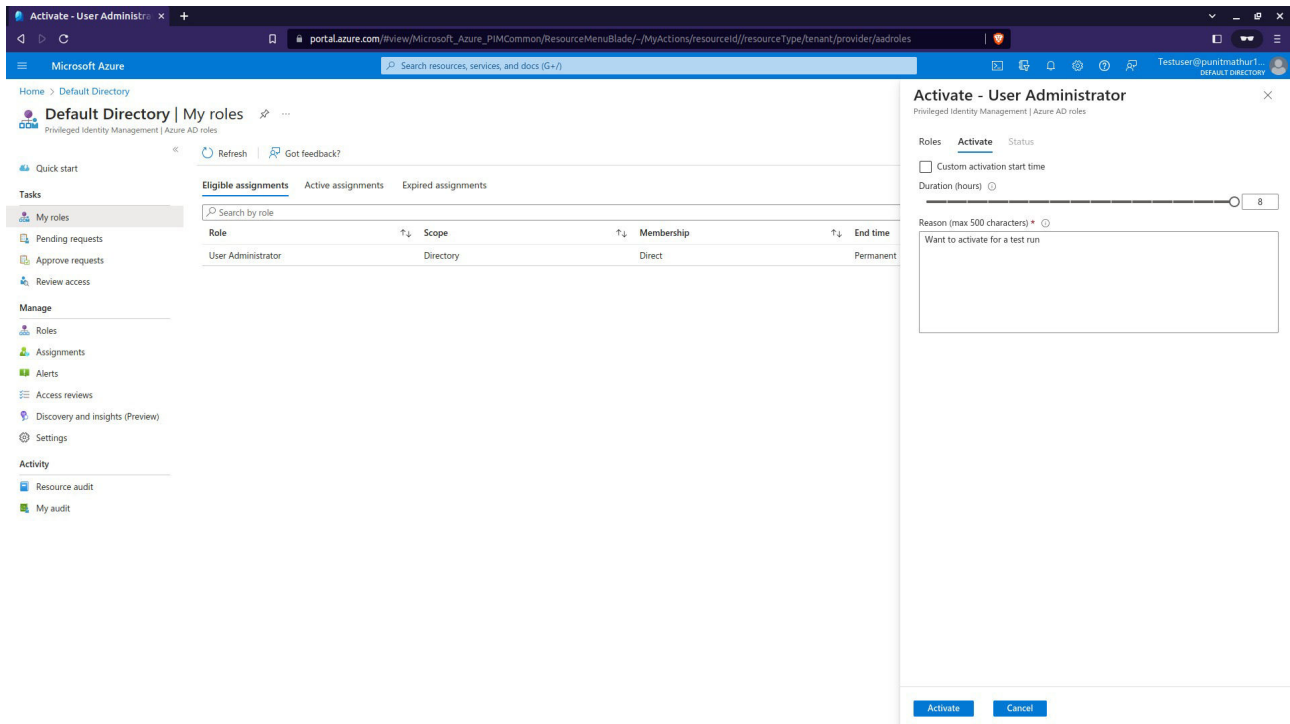 Activate - User Administra
portal.azure.com/#view/Microsoft_Azure_PIMCommon/ResourceMenuBlade/~/MyActions/resourceId//resourceType/tenant/provider/aadroles
Microsoft Azure
Search resources, services, and docs (G+/)
Testuser@punitmathur1...
DEFAULT DIRECTORY
Home > Default Directory
Default Directory | My roles
Privileged Identity Management | Azure AD roles
Quick start
Tasks
My roles
Pending requests
Approve requests
Review access
Manage
Roles
Assignments
Alerts
Access reviews
Discovery and insights (Preview)
Settings
Activity
Resource audit
My audit
Refresh Got feedback?
Eligible assignments Active assignments Expired assignments
Search by role
Role Scope Membership End time
User Administrator Directory Direct Permanent
Activate - User Administrator
Privileged Identity Management | Azure AD roles
Roles Activate Status
Custom activation start time
Duration (hours)
8
Reason (max 500 characters) *
Want to activate for a test run
Activate Cancel